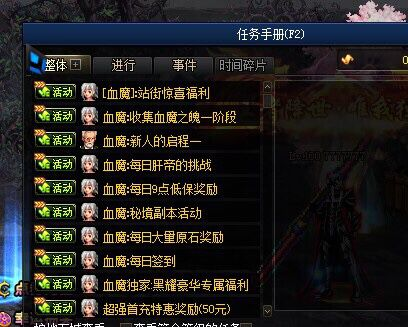 任务手册(F2)
整体 进行 事件 时间碎片
0
活动 [血魔]:站街惊喜福利
活动 血魔:收集血魔之魄一阶段
活动 血魔:新人的启程一
活动 血魔:每日肝帝的挑战
活动 血魔:每日9点低保奖励
活动 血魔:秘境副本活动
活动 血魔:每日大量原石奖励
活动 血魔:每日签到
活动 血魔独家:黑耀豪华专属福利
活动 超强首充特惠奖励(50元)